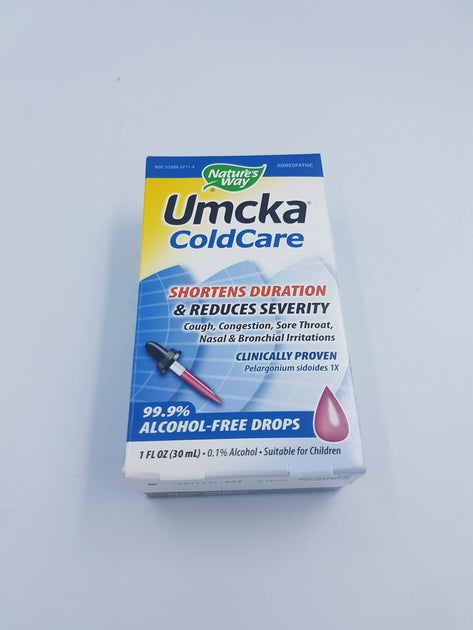 NDC 53499-5271-4
HOMEOPATHIC
Nature's
Way®
Umcka®
ColdCare
SHORTENS DURATION
& REDUCES SEVERITY
Cough, Congestion, Sore Throat,
Nasal & Bronchial Irritations
CLINICALLY PROVEN
Pelargonium sidoides 1X
99.9%
ALCOHOL-FREE DROPS
1 FL OZ (30 mL) • 0.1% Alcohol • Suitable for Children